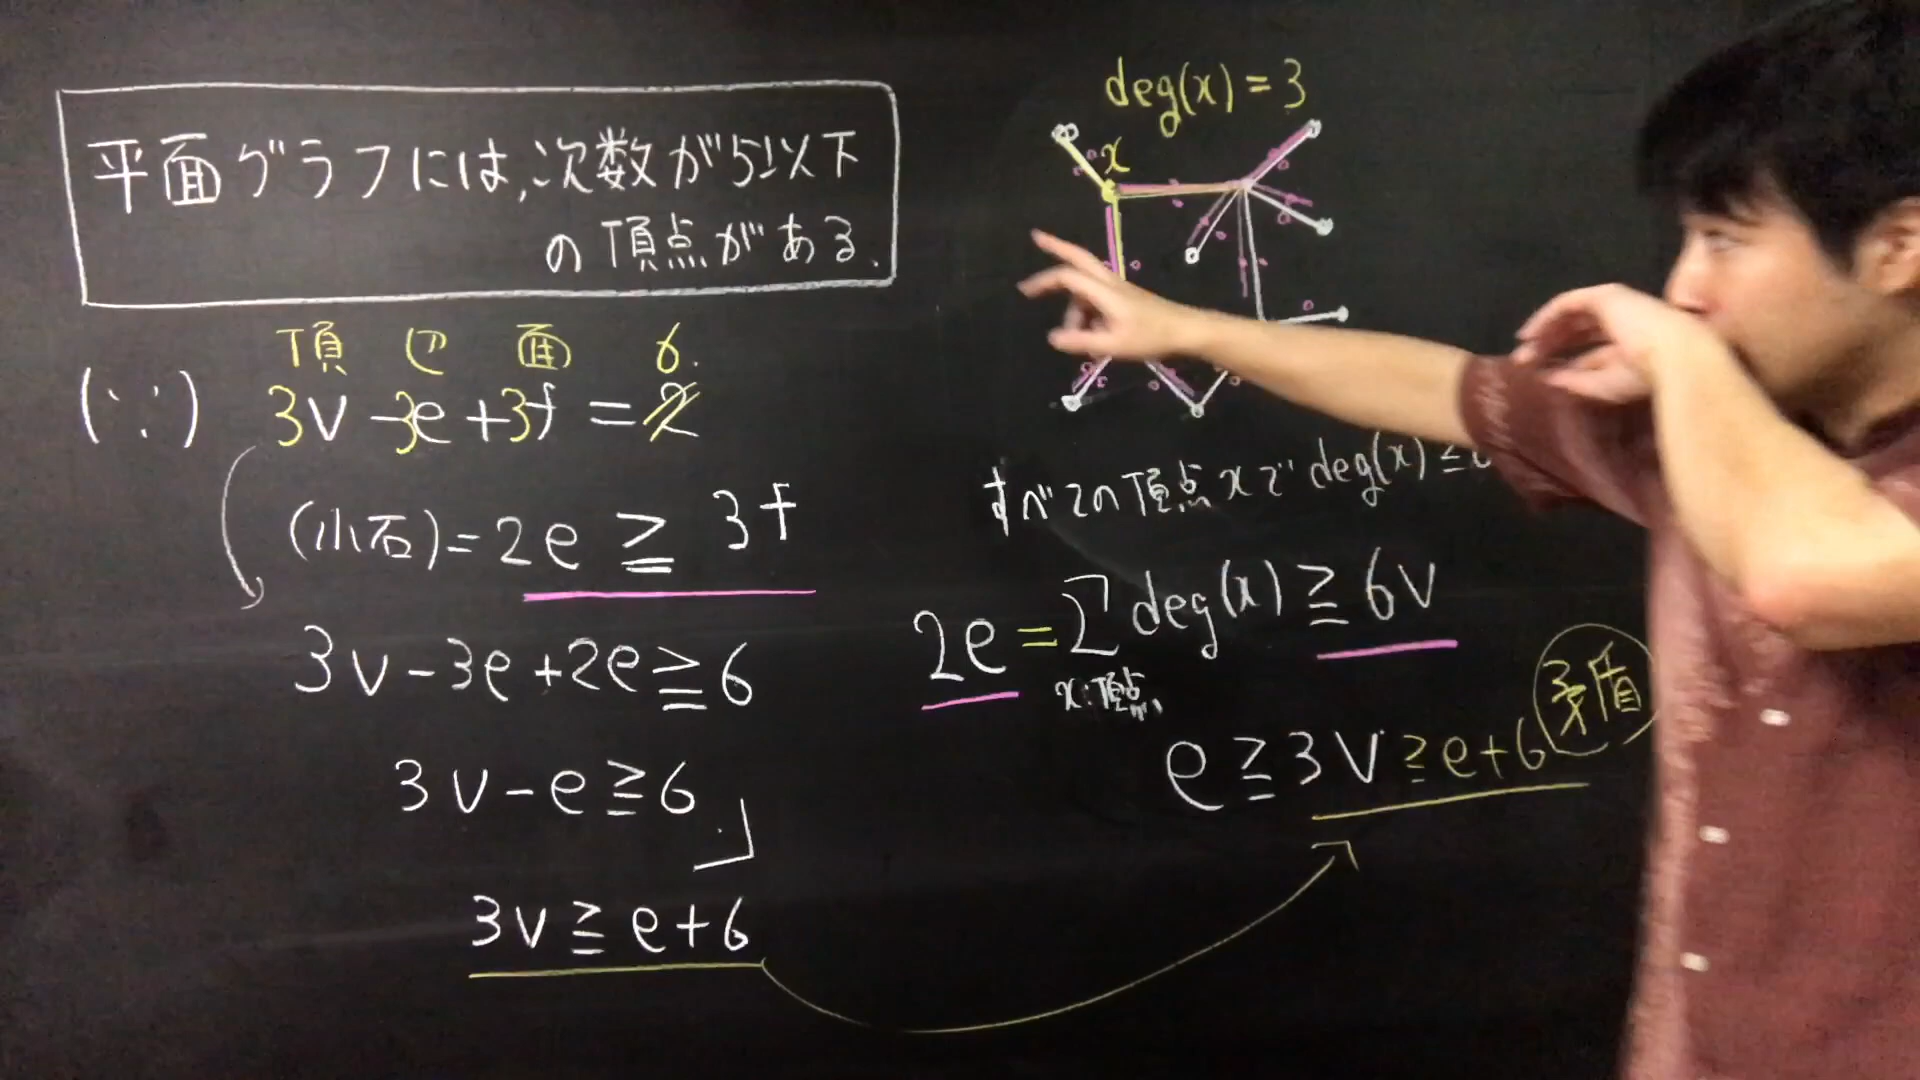 平面グラフには,次数が5以下
の頂点がある.
頂 辺 面 6.
(∵) 3v-3e+3f=2
(小石)=2e≧3f
3v-3e+2e≧6
3v-e≧6
3v≧e+6
deg(x)=3
x
すべての頂点xでdeg(x)≦
2e=∑deg(x)≧6v
x:頂点
e≧3v≧e+6
矛盾